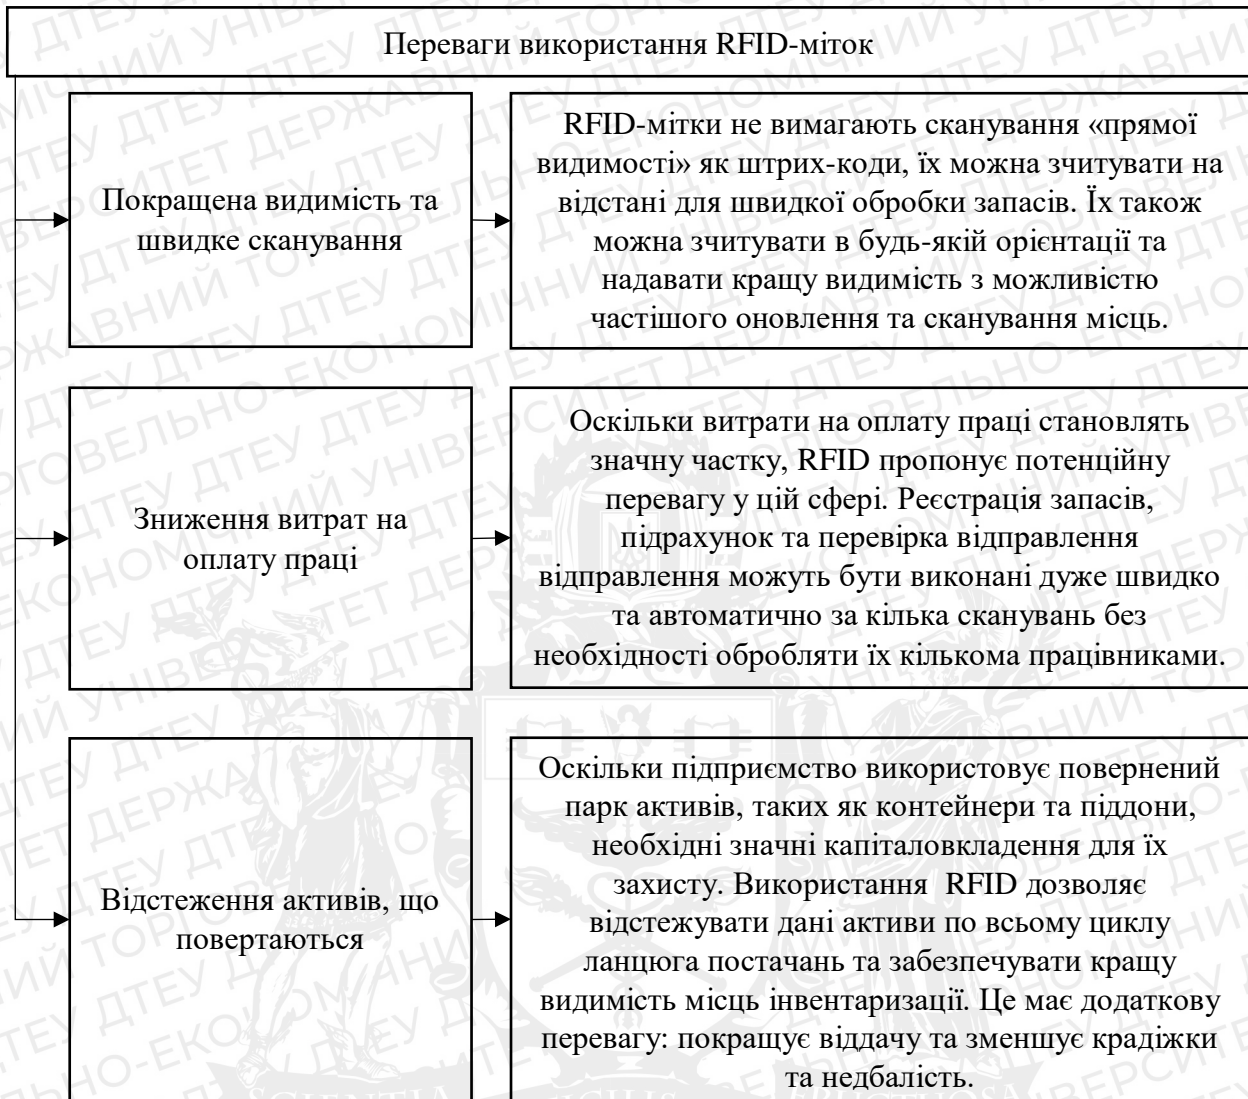 Переваги використання RFID-міток
Покращена видимість та
швидке сканування
RFID-мітки не вимагають сканування «прямої
видимості» як штрих-коди, їх можна зчитувати на
відстані для швидкої обробки запасів. Їх також
можна зчитувати в будь-якій орієнтації та
надавати кращу видимість з можливістю
частішого оновлення та сканування місць.
Зниження витрат на
оплату праці
Оскільки витрати на оплату праці становлять
значну частку, RFID пропонує потенційну
перевагу у цій сфері. Реєстрація запасів,
підрахунок та перевірка відправлення
відправлення можуть бути виконані дуже швидко
та автоматично за кілька сканувань без
необхідності обробляти їх кількома працівниками.
Відстеження активів, що
повертаються
Оскільки підприємство використовує повернений
парк активів, таких як контейнери та піддони,
необхідні значні капіталовкладення для їх
захисту. Використання  RFID дозволяє
відстежувати дані активи по всьому циклу
ланцюга постачань та забезпечувати кращу
видимість місць інвентаризації. Це має додаткову
перевагу: покращує віддачу та зменшує крадіжки
та недбалість.